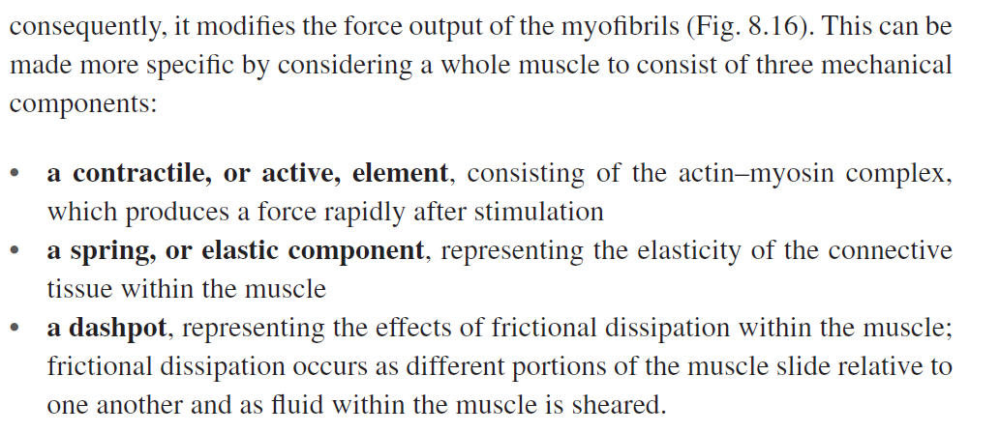 consequently, it modifies the force output of the myofibrils (Fig. 8.16). This can be
made more specific by considering a whole muscle to consist of three mechanical
components:
• a contractile, or active, element, consisting of the actin–myosin complex,
which produces a force rapidly after stimulation
• a spring, or elastic component, representing the elasticity of the connective
tissue within the muscle
• a dashpot, representing the effects of frictional dissipation within the muscle;
frictional dissipation occurs as different portions of the muscle slide relative to
one another and as fluid within the muscle is sheared.